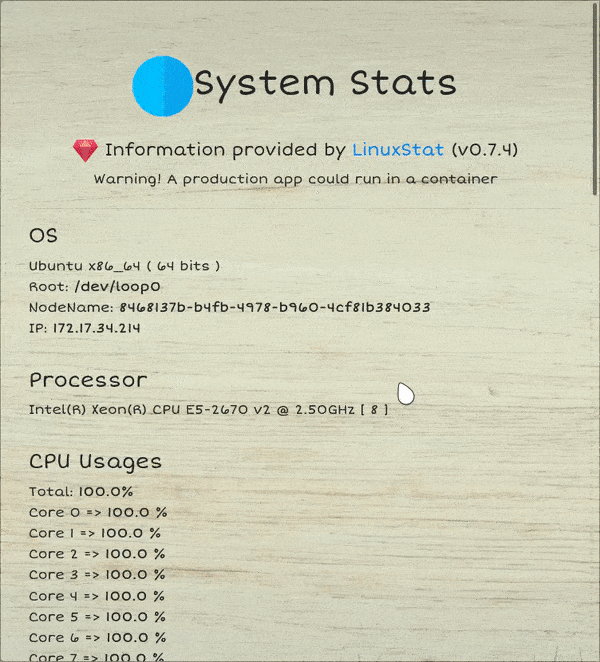 System Stats
Information provided by LinuxStat (v0.7.4)
Warning! A production app could run in a container
OS
Ubuntu x86_64 ( 64 bits )
Root: /dev/loop0
NodeName: 8468137b-b4fb-4978-b960-4cf81b384033
IP: 172.17.34.214
Processor
Intel(R) Xeon(R) CPU E5-2670 v2 @ 2.50GHz [ 8 ]
CPU Usages
Total: 100.0%
Core 0 => 100.0 %
Core 1 => 100.0 %
Core 2 => 100.0 %
Core 3 => 100.0 %
Core 4 => 100.0 %
Core 5 => 100.0 %
Core 6 => 100.0 %
Core 7 => 100.0 %